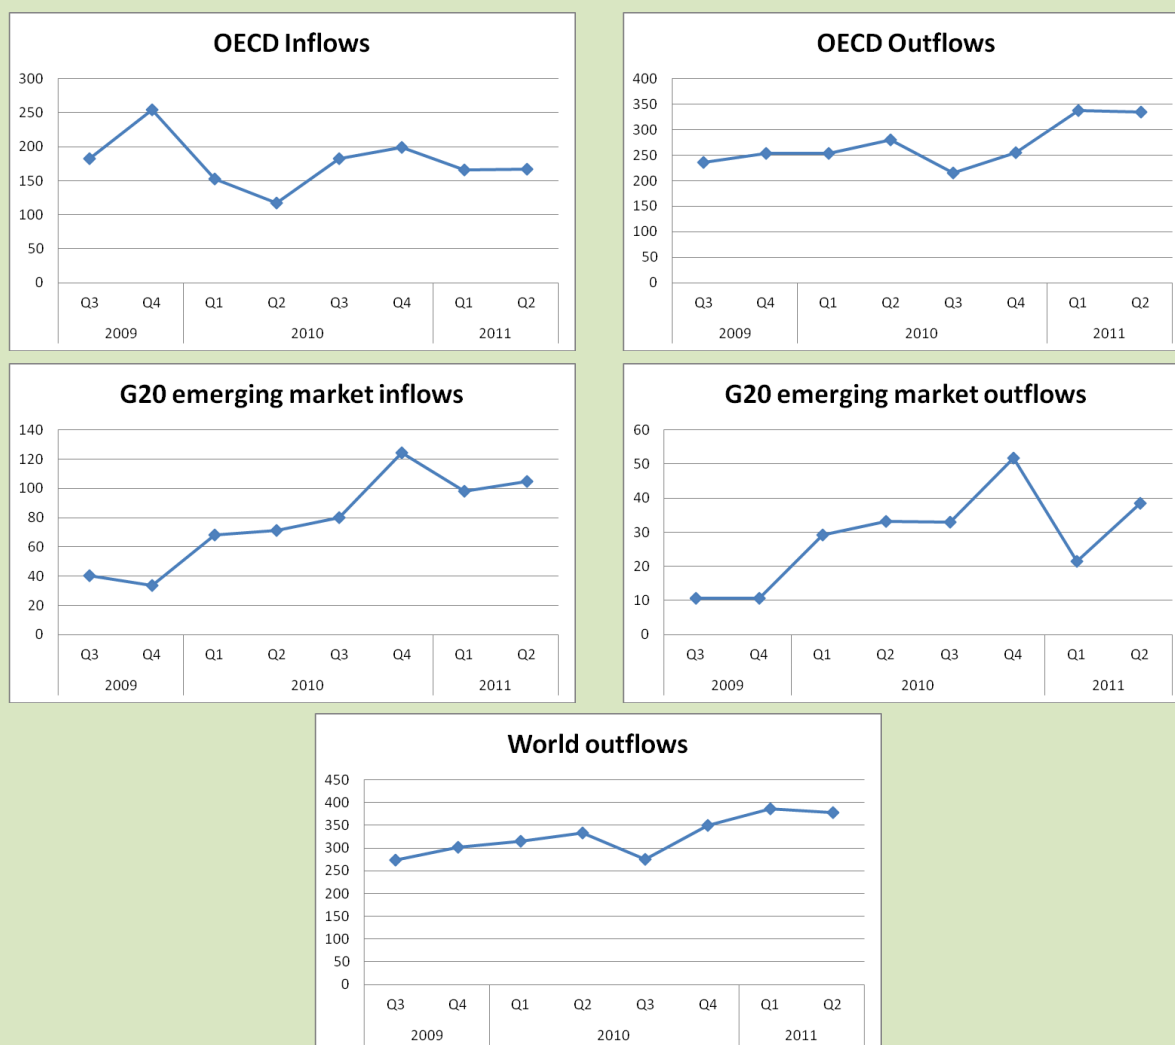 OECD Inflows
300
250
200
150
100
50
0
Q3 Q4 Q1 Q2 Q3 Q4 Q1 Q2
2009 2010 2011
OECD Outflows
400
350
300
250
200
150
100
50
0
Q3 Q4 Q1 Q2 Q3 Q4 Q1 Q2
2009 2010 2011
G20 emerging market inflows
140
120
100
80
60
40
20
0
Q3 Q4 Q1 Q2 Q3 Q4 Q1 Q2
2009 2010 2011
G20 emerging market outflows
60
50
40
30
20
10
0
Q3 Q4 Q1 Q2 Q3 Q4 Q1 Q2
2009 2010 2011
World outflows
450
400
350
300
250
200
150
100
50
0
Q3 Q4 Q1 Q2 Q3 Q4 Q1 Q2
2009 2010 2011